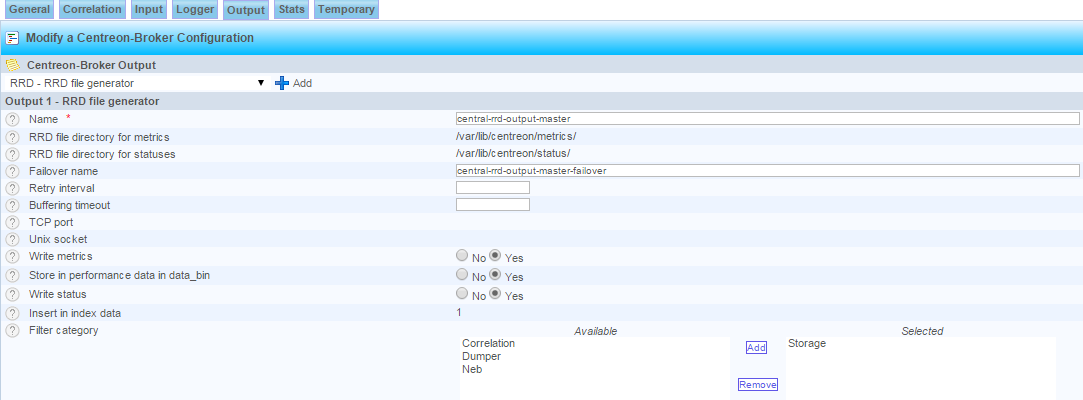 General Correlation Input Logger Output Stats Temporary
Modify a Centreon-Broker Configuration
Centreon-Broker Output
RRD - RRD file generator ▼ Add
Output 1 - RRD file generator
? Name * central-rrd-output-master
? RRD file directory for metrics /var/lib/centreon/metrics/
? RRD file directory for statuses /var/lib/centreon/status/
? Failover name central-rrd-output-master-failover
? Retry interval
? Buffering timeout
? TCP port
? Unix socket
? Write metrics No Yes
? Store in performance data in data_bin No Yes
? Write status No Yes
? Insert in index data 1
? Filter category Available Selected
Correlation Add Storage
Dumper
Neb
Remove